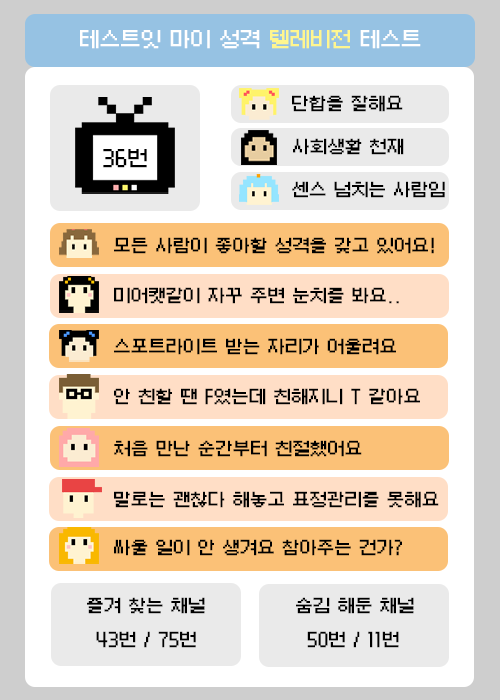 테스트잇 마이 성격 텔레비전 테스트
36번
단합을 잘해요
사회생활 천재
센스 넘치는 사람임
모든 사람이 좋아할 성격을 갖고 있어요!
미어캣같이 자꾸 주변 눈치를 봐요..
스포트라이트 받는 자리가 어울려요
안 친할 땐 F였는데 친해지니 T 같아요
처음 만난 순간부터 친절했어요
말로는 괜찮다 해놓고 표정관리를 못해요
싸울 일이 안 생겨요 참아주는 건가?
즐겨 찾는 채널
43번 / 75번
숨김 해둔 채널
50번 / 11번